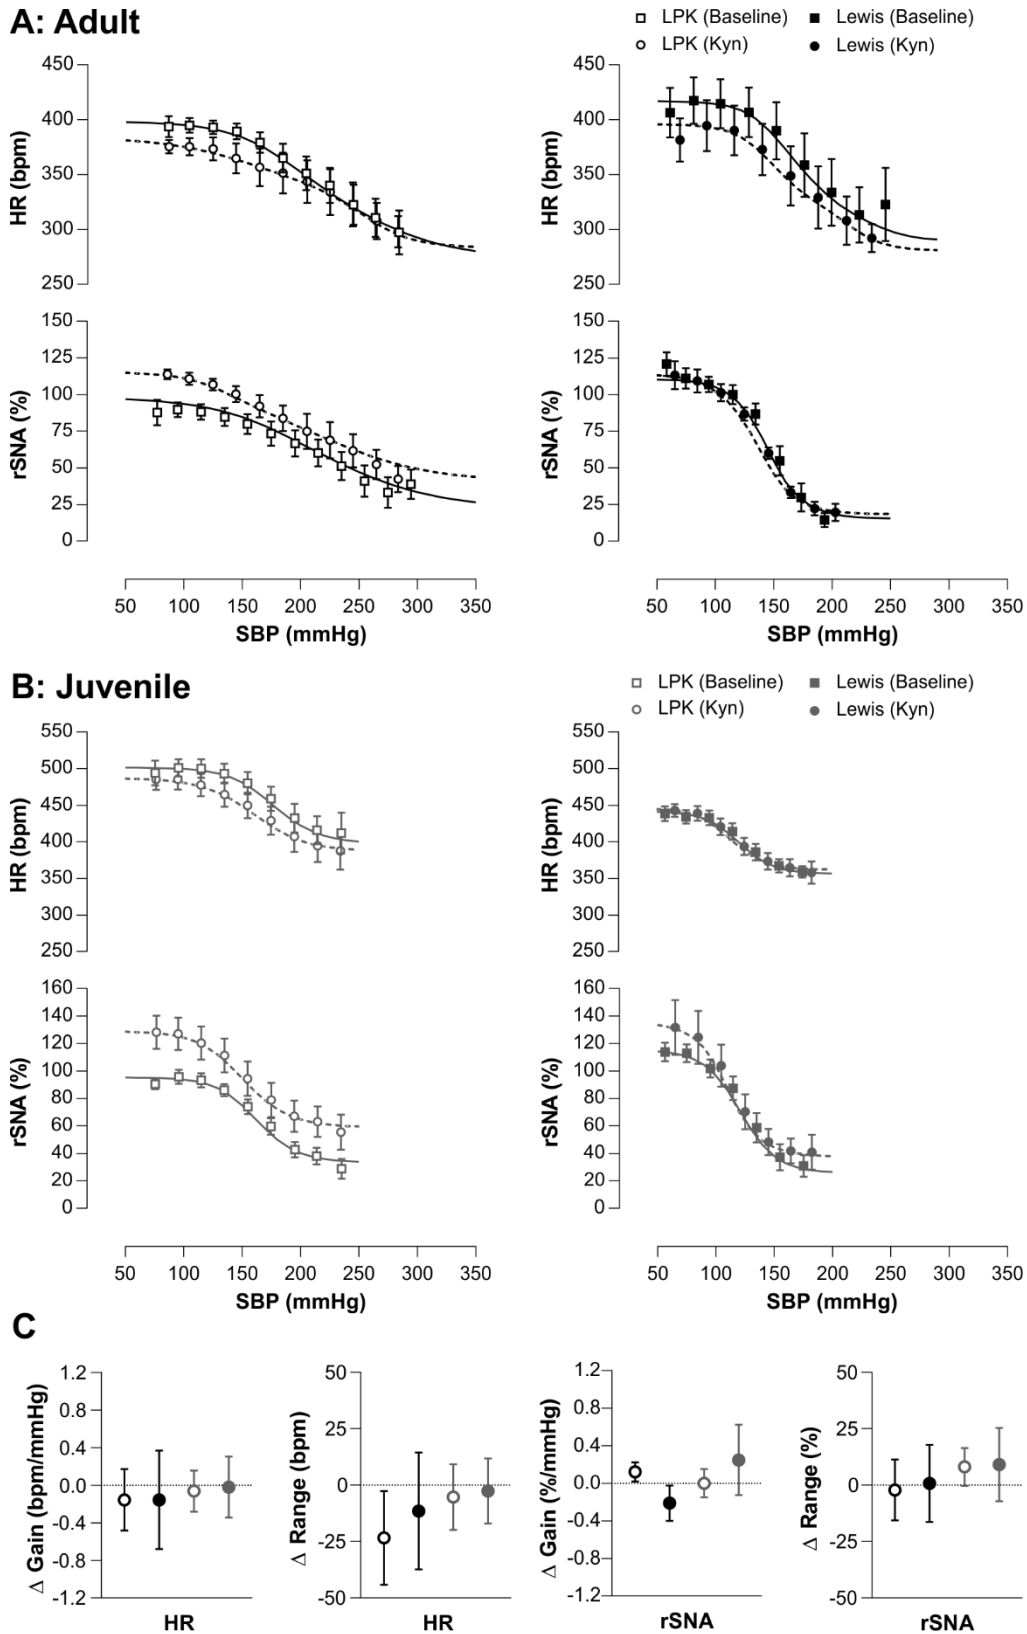 A: Adult
LPK (Baseline)
Lewis (Baseline)
LPK (Kyn)
Lewis (Kyn)
HR (bpm)
450
400
350
300
250
HR (bpm)
450
400
350
300
250
rSNA (%)
150
125
100
75
50
25
0
rSNA (%)
150
125
100
75
50
25
0
50 100 150 200 250 300 350
SBP (mmHg)
50 100 150 200 250 300 350
SBP (mmHg)
B: Juvenile
LPK (Baseline)
Lewis (Baseline)
LPK (Kyn)
Lewis (Kyn)
HR (bpm)
550
500
450
400
350
300
250
HR (bpm)
550
500
450
400
350
300
250
rSNA (%)
160
140
120
100
80
60
40
20
0
rSNA (%)
160
140
120
100
80
60
40
20
0
50 100 150 200 250 300 350
SBP (mmHg)
50 100 150 200 250 300 350
SBP (mmHg)
C
Δ Gain (bpm/mmHg)
1.2
0.8
0.4
0.0
-0.4
-0.8
-1.2
HR
Δ Range (bpm)
50
25
0
-25
-50
HR
Δ Gain (%/mmHg)
1.2
0.8
0.4
0.0
-0.4
-0.8
-1.2
rSNA
Δ Range (%)
50
25
0
-25
-50
rSNA